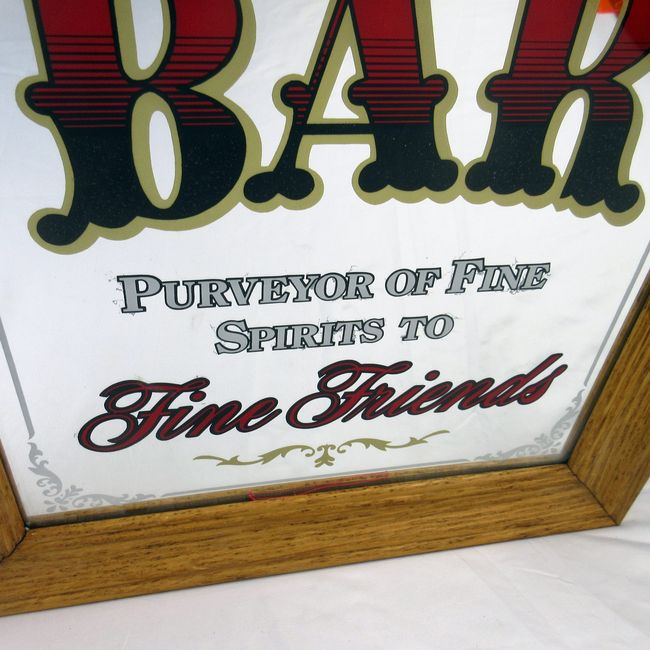 BAR
PURVEYOR OF FINE
SPIRITS TO
Fine Friends